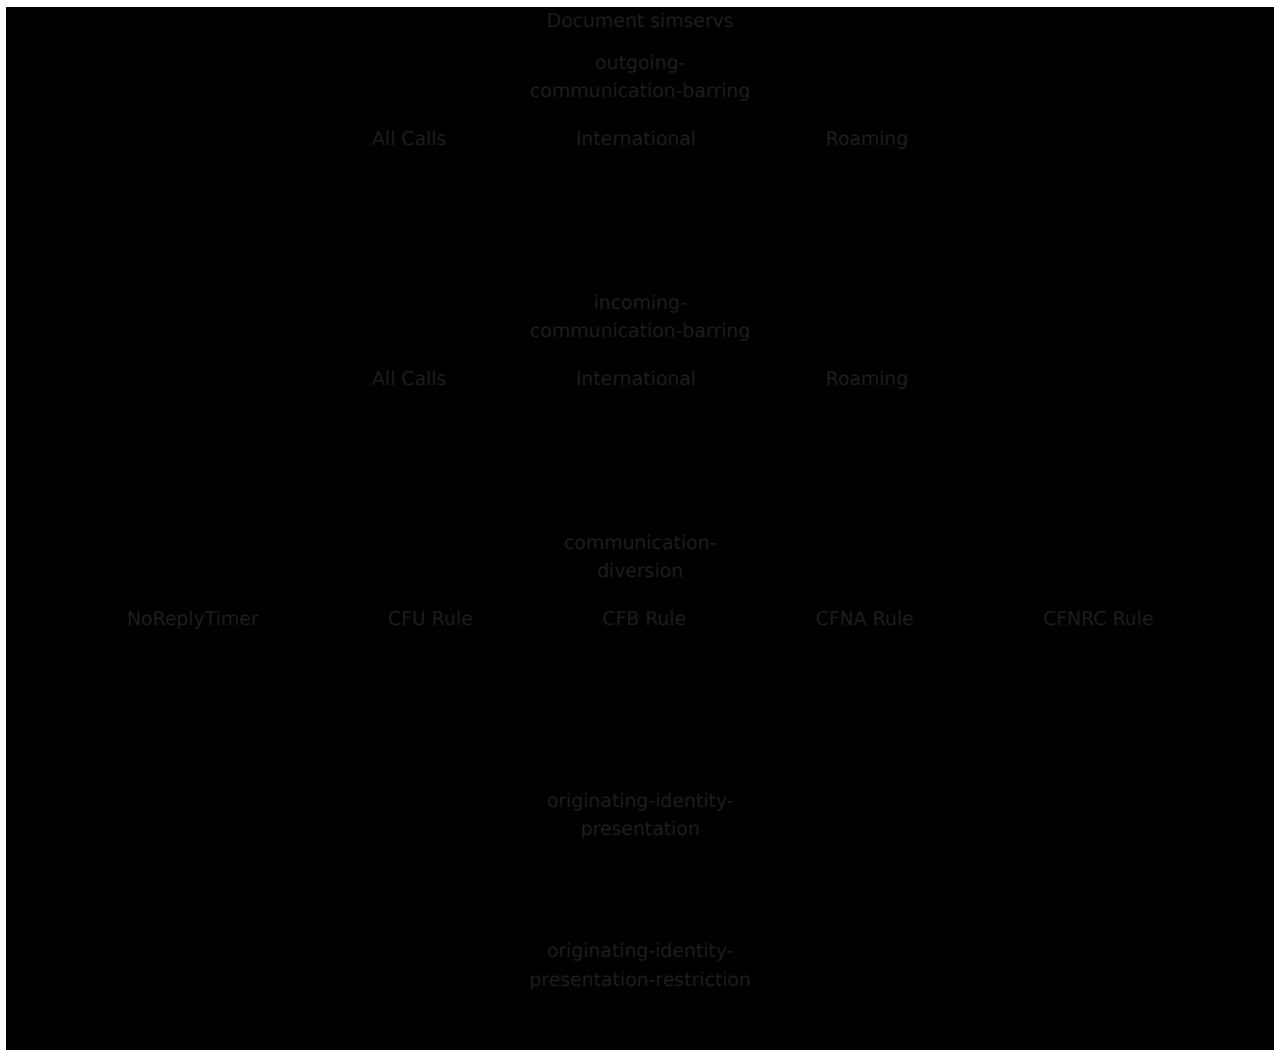 Document simservs
outgoing-
communication-barring
All Calls International Roaming
incoming-
communication-barring
All Calls International Roaming
communication-
diversion
NoReplyTimer CFU Rule CFB Rule CFNA Rule CFNRC Rule
originating-identity-
presentation
originating-identity-
presentation-restriction